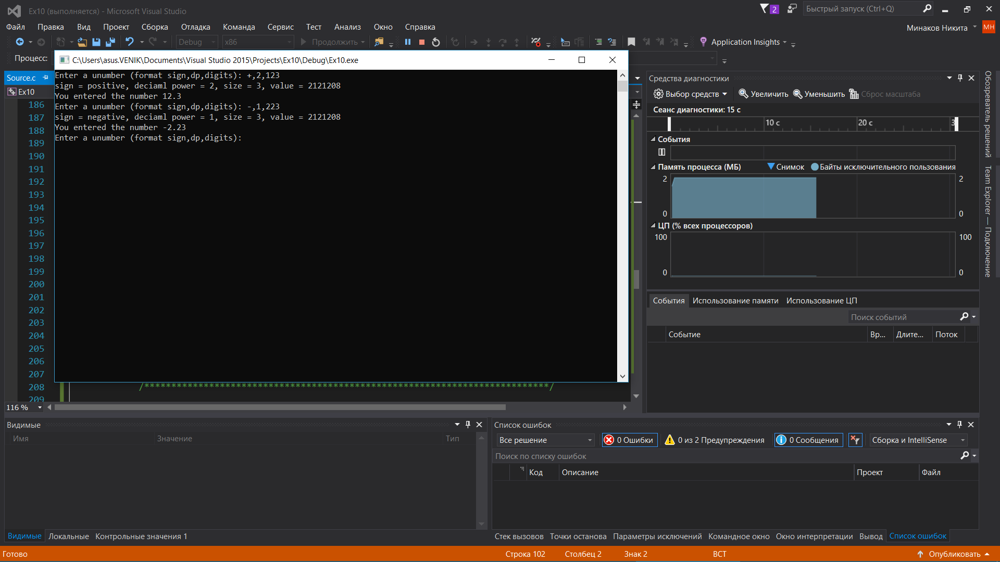 Ex10 (выполняется) - Microsoft Visual Studio
2
Быстрый запуск (Ctrl+Q)
Файл Правка Вид Проект Сборка Отладка Команда Сервис Тест Анализ Окно Справка
Минаков Никита МН
Debug x86 Продолжить Application Insights
Процесс:
C:\Users\asus.VENIK\Documents\Visual Studio 2015\Projects\Ex10\Debug\Ex10.exe
Enter a unumber (format sign,dp,digits): +,2,123
sign = positive, deciaml power = 2, size = 3, value = 2121208
You entered the number 12.3
Enter a unumber (format sign,dp,digits): -,1,223
sign = negative, deciaml power = 1, size = 3, value = 2121208
You entered the number -2.23
Enter a unumber (format sign,dp,digits):
Source.c
Ex10
186
187
188
189
190
191
192
193
194
195
196
197
198
199
200
201
202
203
204
205
206
207
208
209
116 %
Средства диагностики
Выбор средств Увеличить Уменьшить Сброс масштаба
Сеанс диагностики: 15 с
10 с 20 с 3
События
Память процесса (МБ) Снимок Байты исключительного пользования
2 2
0 0
ЦП (% всех процессоров)
100 100
0 0
События Использование памяти Использование ЦП
Поиск событий
Событие Вр... Длите... Поток
Обозреватель решений
Team Explorer — Подключение
Видимые
Имя Значение Тип
Видимые Локальные Контрольные значения 1
Список ошибок
Все решение 0 Ошибки 0 из 2 Предупреждения 0 Сообщения Сборка и IntelliSense
Поиск по списку ошибок
Код Описание Проект Файл
Стек вызовов Точки останова Параметры исключений Командное окно Окно интерпретации Вывод Список ошибок
Готово Строка 102 Столбец 2 Знак 2 ВСТ Опубликовать